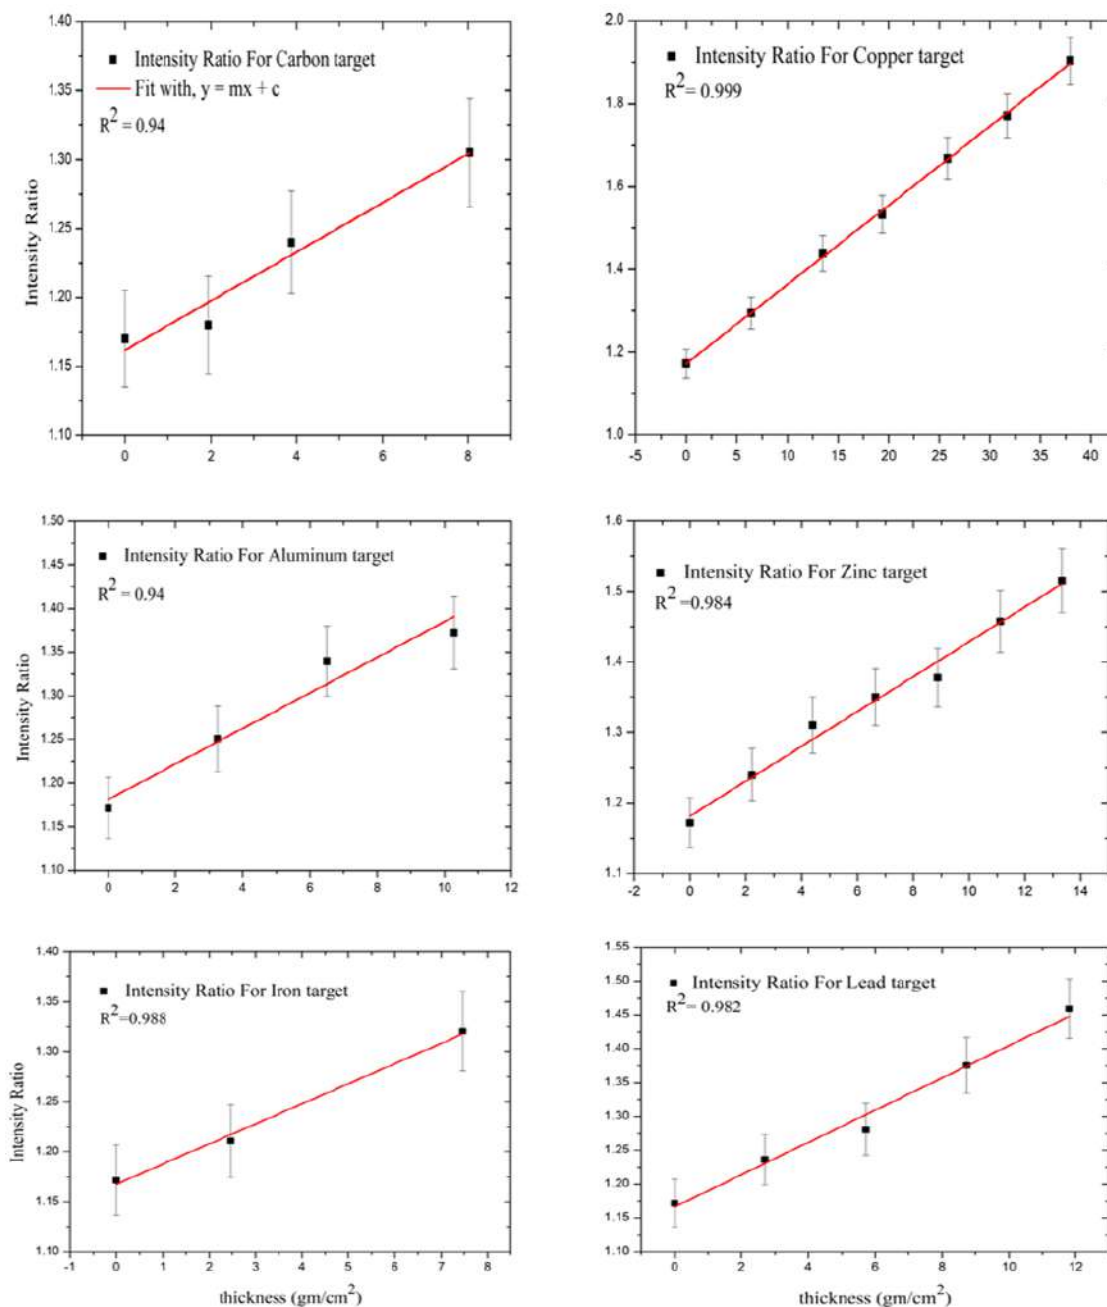 1.40
■ Intensity Ratio For Carbon target
Fit with, y = mx + c
R² = 0.94
1.30
1.25
1.20
1.15
1.10
0 2 4 6 8
Intensity Ratio
2.0
■ Intensity Ratio For Copper target
R²= 0.999
1.8
1.6
1.4
1.2
1.0
-5 0 5 10 15 20 25 30 35 40
1.50
■ Intensity Ratio For Aluminum target
1.45
R² = 0.94
1.40
1.35
1.30
1.25
1.20
1.15
1.10
0 2 4 6 8 10 12
Intensity Ratio
1.6
■ Intensity Ratio For Zinc target
R²=0.984
1.5
1.4
1.3
1.2
1.1
-2 0 2 4 6 8 10 12 14
1.40
■ Intensity Ratio For Iron target
R²=0.988
1.35
1.30
1.25
1.20
1.15
1.10
-1 0 1 2 3 4 5 6 7 8
Intensity Ratio
thickness (gm/cm²)
1.55
■ Intensity Ratio For Lead target
R²= 0.982
1.50
1.45
1.40
1.35
1.30
1.25
1.20
1.15
1.10
0 2 4 6 8 10 12
thickness (gm/cm²)